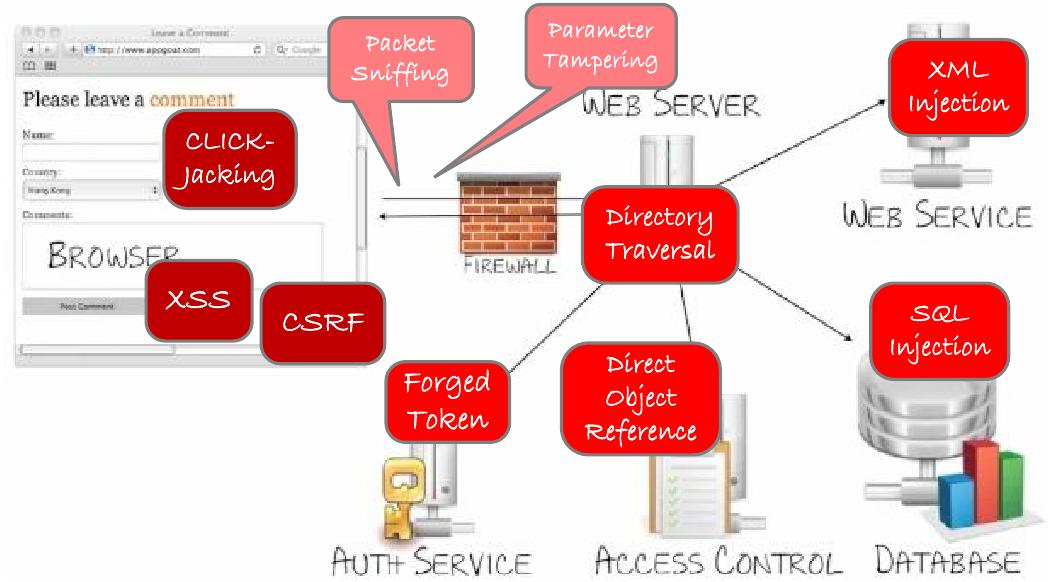 Leave a Comment
http://www.appgoat.com
Google
Please leave a comment
Name:
Country:
Hong Kong
Comments:
BROWSER
Post Comment
CLICK-
Jacking
XSS
CSRF
Packet
Sniffing
Parameter
Tampering
WEB SERVER
FIREWALL
Directory
Traversal
XML
Injection
WEB SERVICE
SQL
Injection
Forged
Token
Direct
Object
Reference
AUTH SERVICE
ACCESS CONTROL
DATABASE